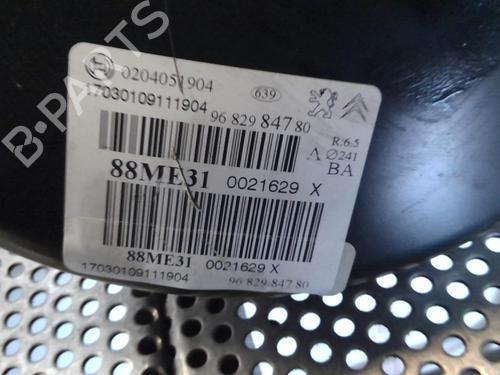 B-PARTS
0204051904
17030109111904
639
96 829 847 80
R:6.5
Λ Ø241
BA
88ME31 0021629 X
88ME31 0021629 X
17030109111904
96 829 847 80